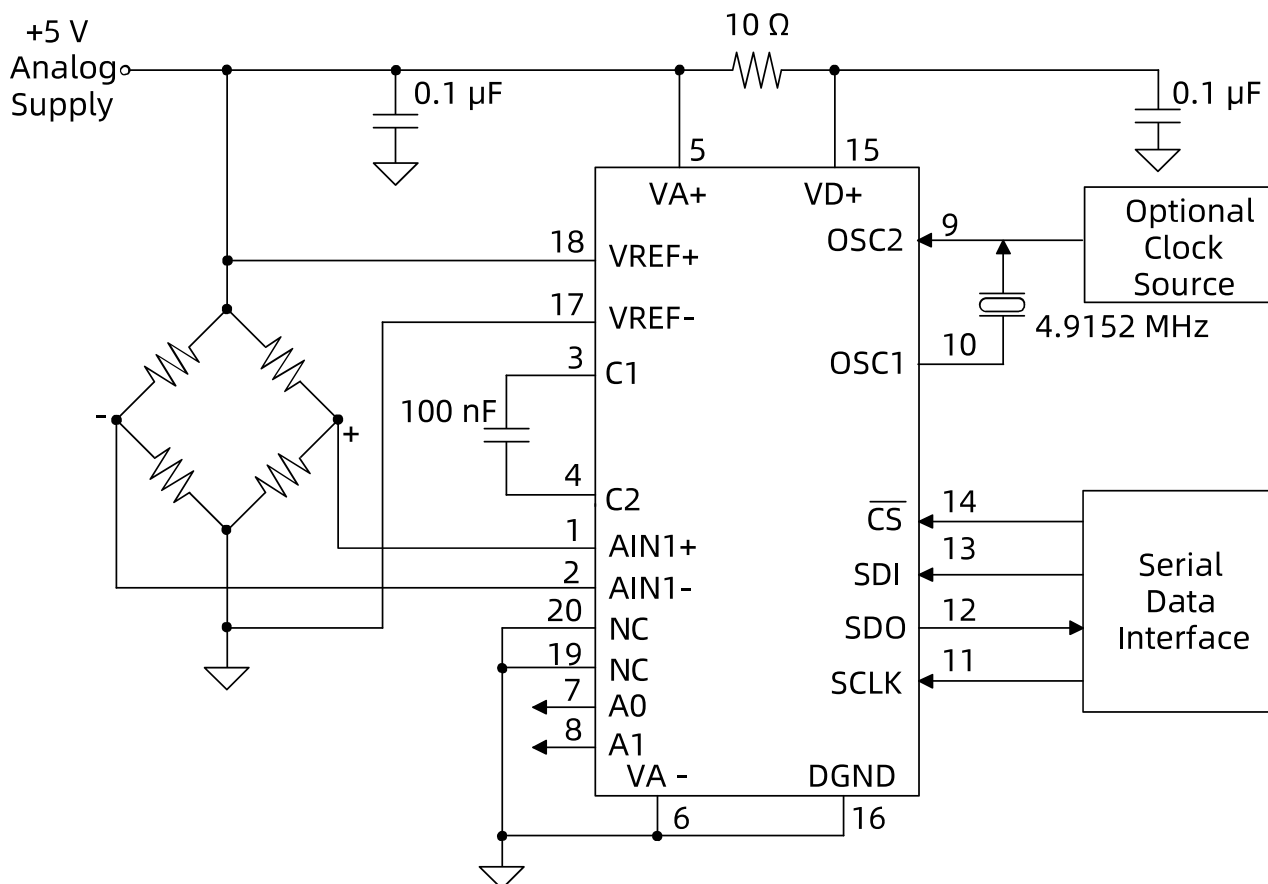 +5 V
Analog
Supply
10 Ω
0.1 µF
0.1 µF
5
15
VA+
VD+
18
VREF+
17
VREF-
3
C1
100 nF
4
C2
1
AIN1+
2
AIN1-
20
NC
19
NC
7
A0
8
A1
VA -
6
DGND
16
OSC2
9
Optional
Clock
Source
4.9152 MHz
10
OSC1
-
+
14
CS
13
SDI
12
SDO
11
SCLK
Serial
Data
Interface